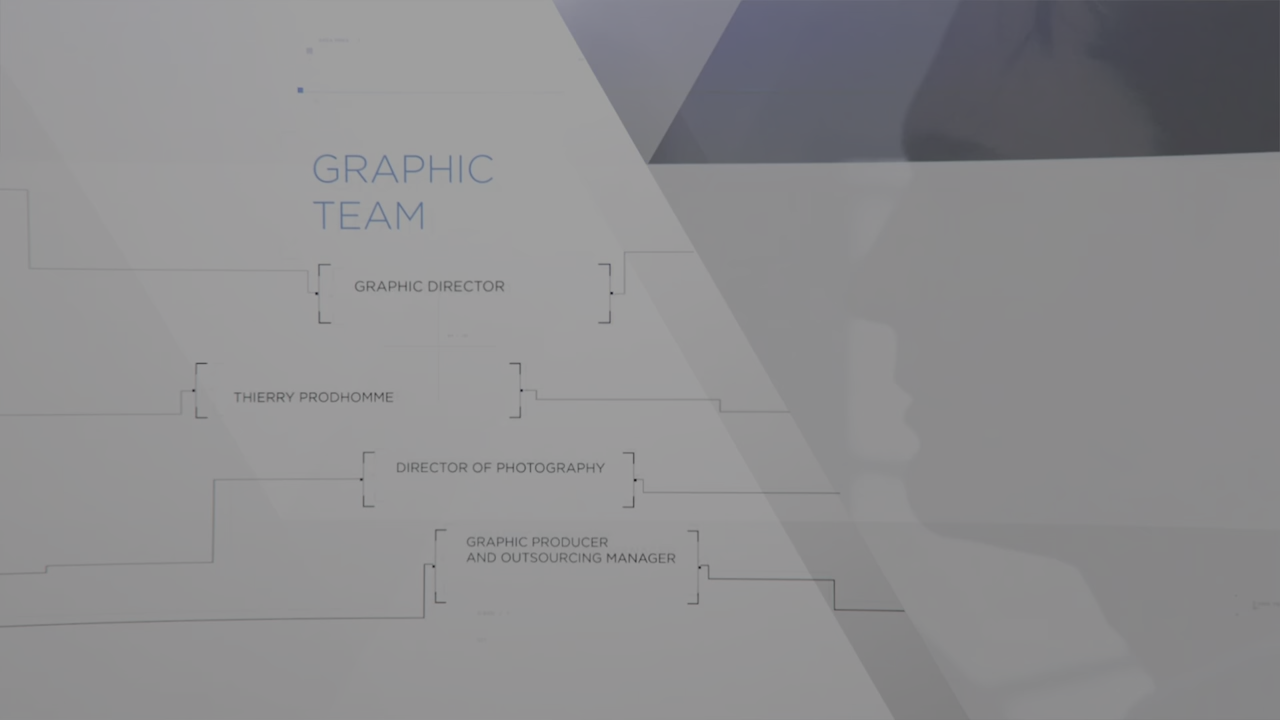 GRAPHIC
TEAM
GRAPHIC DIRECTOR
THIERRY PRODHOMME
DIRECTOR OF PHOTOGRAPHY
GRAPHIC PRODUCER
AND OUTSOURCING MANAGER